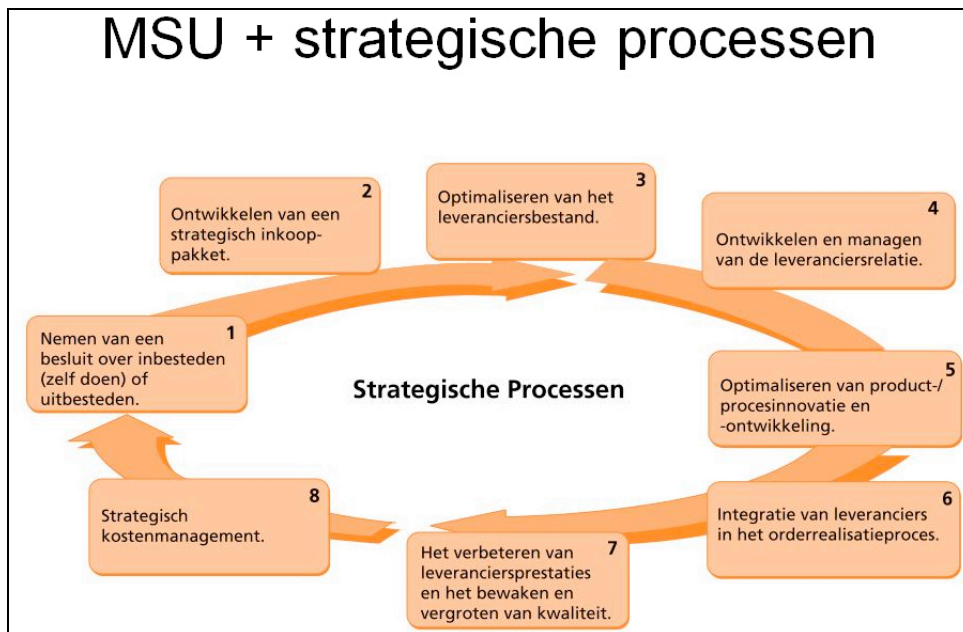 MSU + strategische processen
1
Nemen van een
besluit over inbesteden
(zelf doen) of
uitbesteden.
2
Ontwikkelen van een
strategisch inkoop-
pakket.
3
Optimaliseren van het
leveranciersbestand.
4
Ontwikkelen en managen
van de leveranciersrelatie.
5
Optimaliseren van product-/
procesinnovatie en
-ontwikkeling.
6
Integratie van leveranciers
in het orderrealisatieproces.
7
Het verbeteren van
leveranciersprestaties
en het bewaken en
vergroten van kwaliteit.
8
Strategisch
kostenmanagement.
Strategische Processen